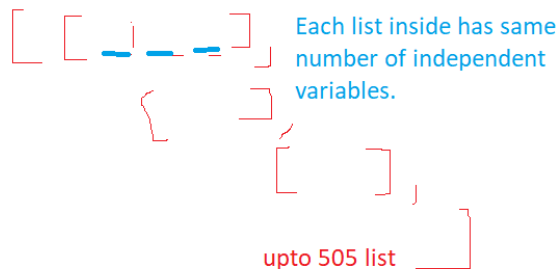 Each list inside has same
number of independent
variables.
upto 505 list